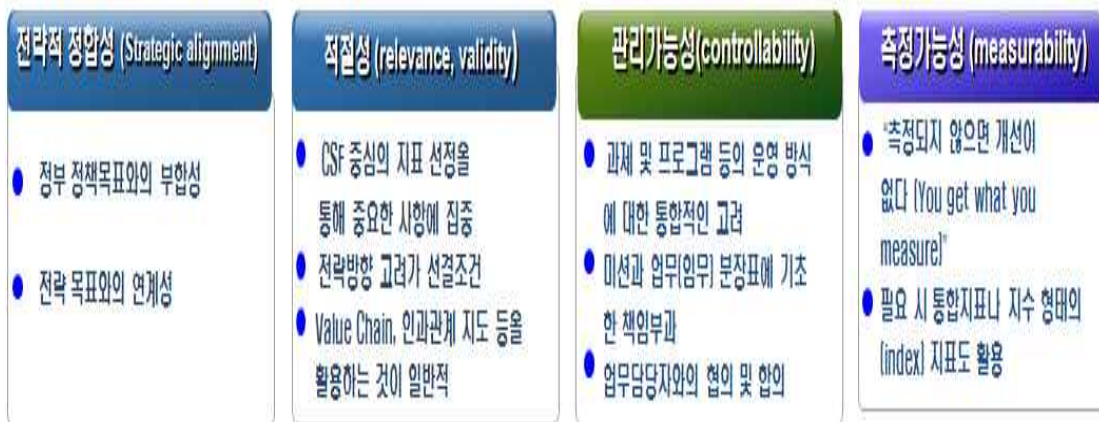 전략적 정합성 (Strategic alignment)
정부 정책목표와의 부합성
전략 목표와의 연계성
적절성 (relevance, validity)
CSF 중심의 지표 선정을
통해 중요한 사항에 집중
전략방향 고려가 선결조건
Value Chain, 인과관계 지도 등을
활용하는 것이 일반적
관리가능성(controllability)
과제 및 프로그램 등의 운영 방식
에 대한 통합적인 고려
미션과 업무(임무) 분장표에 기초
한 책임부과
업무담당자와의 협의 및 합의
측정가능성 (measurability)
"측정되지 않으면 개선이
없다 (You get what you
measure)"
필요 시 통합지표나 지수 형태의
(index) 지표도 활용